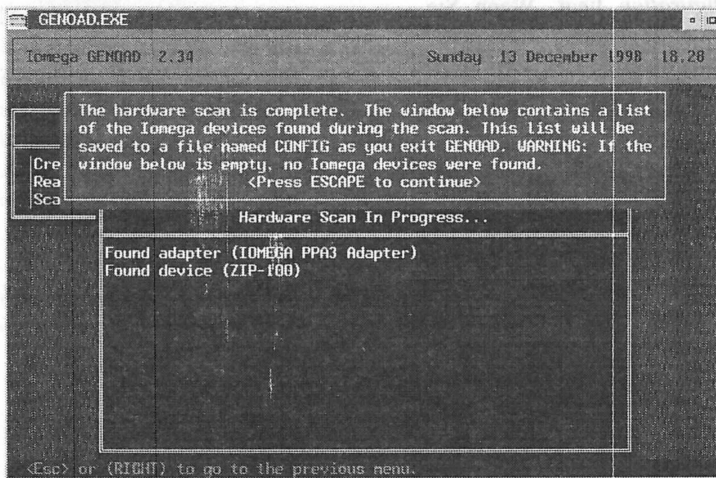 GENOAD.EXE
Iomega GENOAD 2.34 Sunday 13 December 1998 18.28
The hardware scan is complete. The window below contains a list
of the Iomega devices found during the scan. This list will be
saved to a file named CONFIG as you exit GENOAD. WARNING: If the
window below is empty, no Iomega devices were found.
<Press ESCAPE to continue>
Cre
Rea
Sca
Hardware Scan In Progress...
Found adapter (IOMEGA PPA3 Adapter)
Found device (ZIP-100)
<Esc> or (RIGHT) to go to the previous menu.